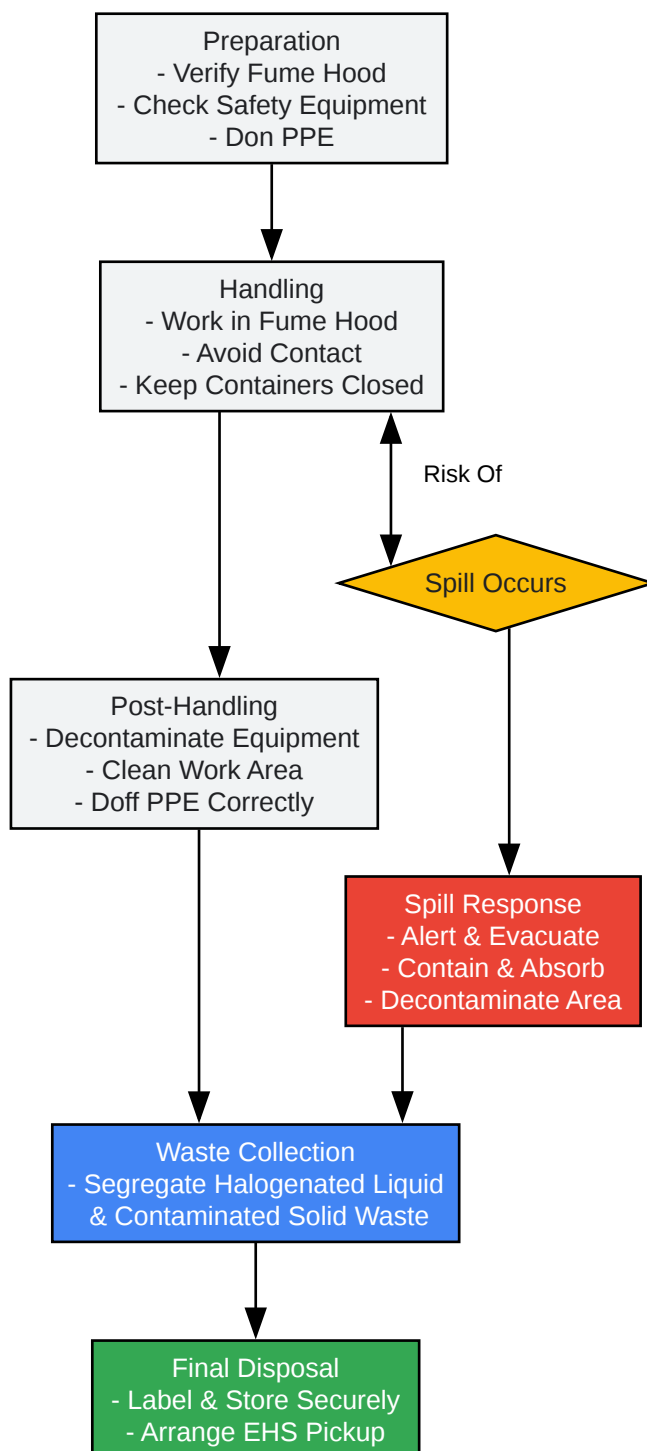 Preparation
- Verify Fume Hood
- Check Safety Equipment
- Don PPE
Handling
- Work in Fume Hood
- Avoid Contact
- Keep Containers Closed
Risk Of
Spill Occurs
Post-Handling
- Decontaminate Equipment
- Clean Work Area
- Doff PPE Correctly
Spill Response
- Alert & Evacuate
- Contain & Absorb
- Decontaminate Area
Waste Collection
- Segregate Halogenated Liquid
& Contaminated Solid Waste
Final Disposal
- Label & Store Securely
- Arrange EHS Pickup